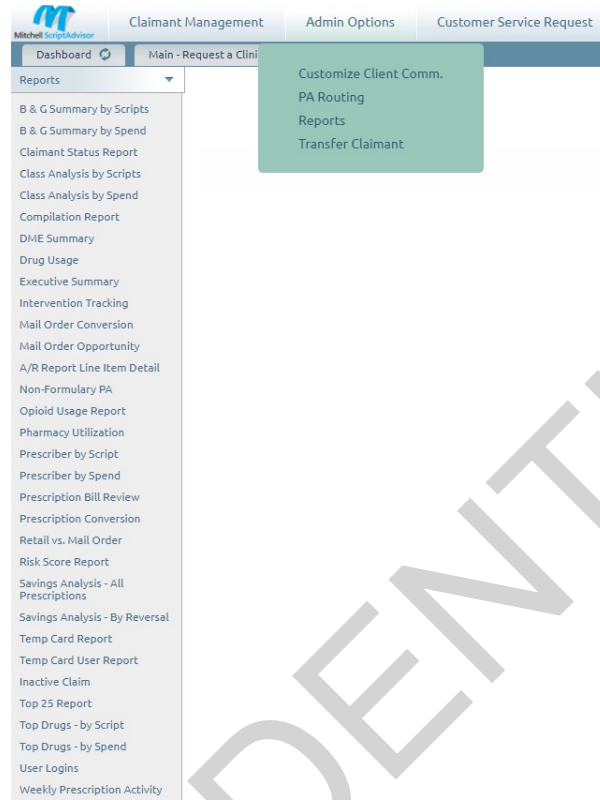 Mitchell ScriptAdvisor
Claimant Management
Admin Options
Customer Service Request
Dashboard
Main - Request a Clini
Customize Client Comm.
PA Routing
Reports
Transfer Claimant
Reports
B & G Summary by Scripts
B & G Summary by Spend
Claimant Status Report
Class Analysis by Scripts
Class Analysis by Spend
Compilation Report
DME Summary
Drug Usage
Executive Summary
Intervention Tracking
Mail Order Conversion
Mail Order Opportunity
A/R Report Line Item Detail
Non-Formulary PA
Opioid Usage Report
Pharmacy Utilization
Prescriber by Script
Prescriber by Spend
Prescription Bill Review
Prescription Conversion
Retail vs. Mail Order
Risk Score Report
Savings Analysis - All
Prescriptions
Savings Analysis - By Reversal
Temp Card Report
Temp Card User Report
Inactive Claim
Top 25 Report
Top Drugs - by Script
Top Drugs - by Spend
User Logins
Weekly Prescription Activity
DENT